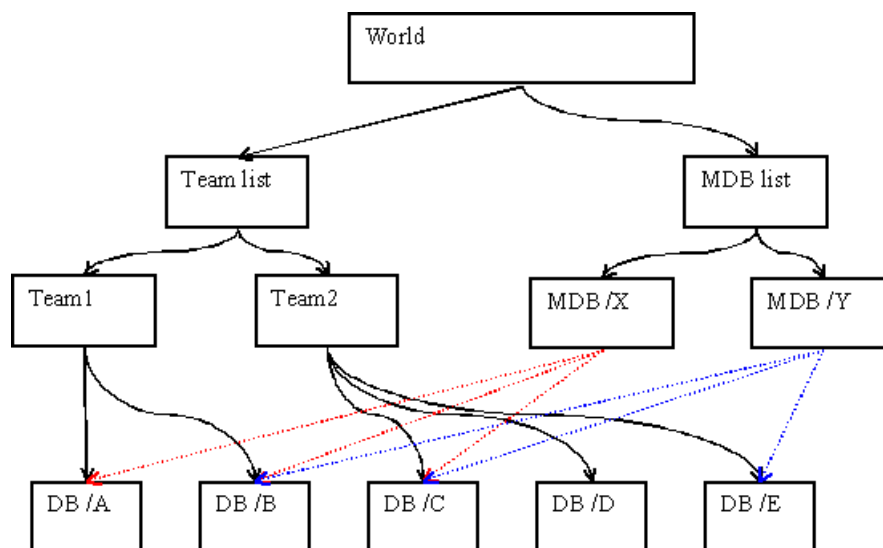 World
Team list
MDB list
Team1
Team2
MDB /X
MDB /Y
DB /A
DB /B
DB /C
DB /D
DB /E